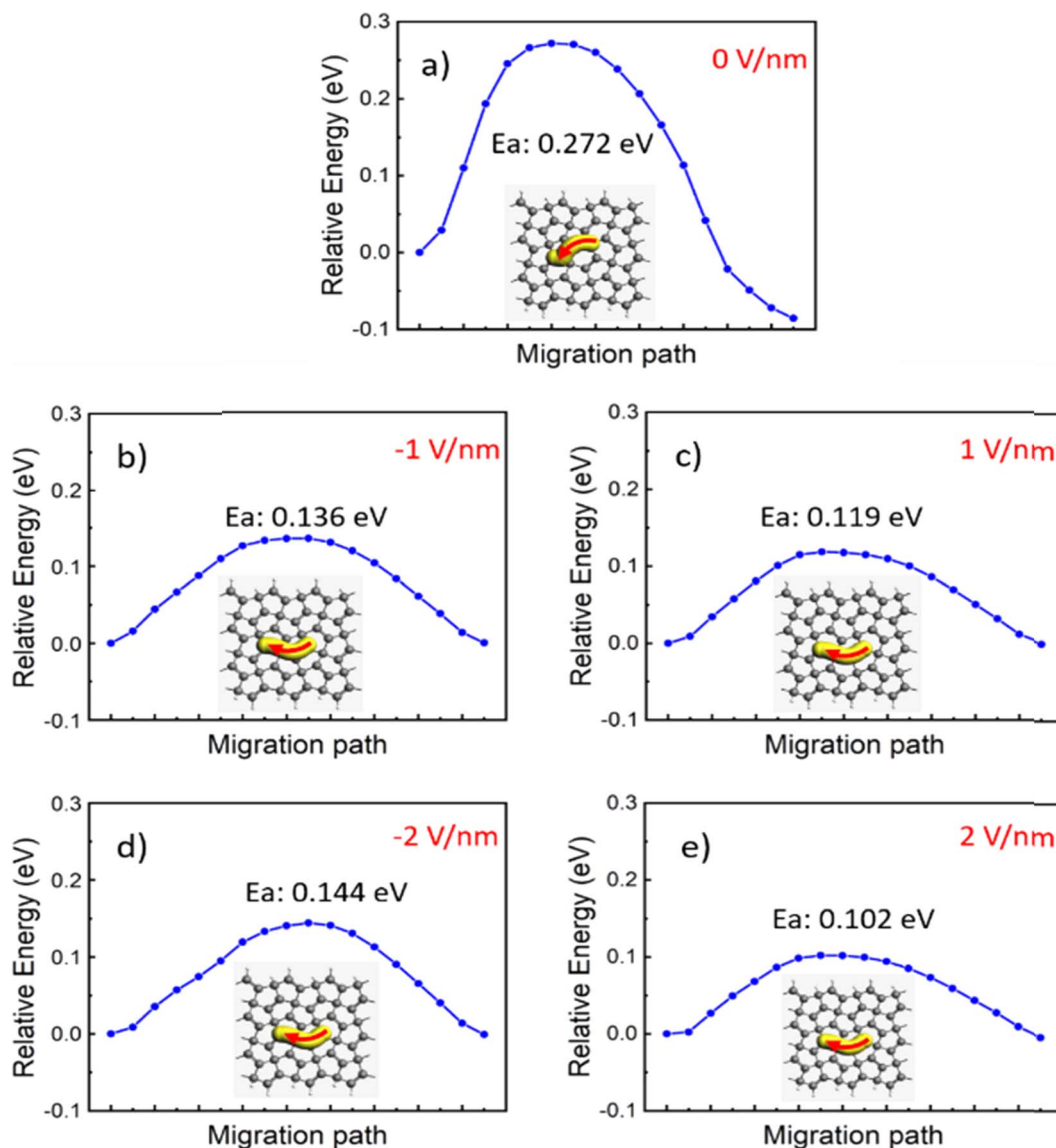 a)
0 V/nm
Ea: 0.272 eV
Relative Energy (eV)
0.3
0.2
0.1
0.0
-0.1
Migration path
b)
-1 V/nm
Ea: 0.136 eV
Relative Energy (eV)
0.3
0.2
0.1
0.0
-0.1
Migration path
c)
1 V/nm
Ea: 0.119 eV
Relative Energy (eV)
0.3
0.2
0.1
0.0
-0.1
Migration path
d)
-2 V/nm
Ea: 0.144 eV
Relative Energy (eV)
0.3
0.2
0.1
0.0
-0.1
Migration path
e)
2 V/nm
Ea: 0.102 eV
Relative Energy (eV)
0.3
0.2
0.1
0.0
-0.1
Migration path